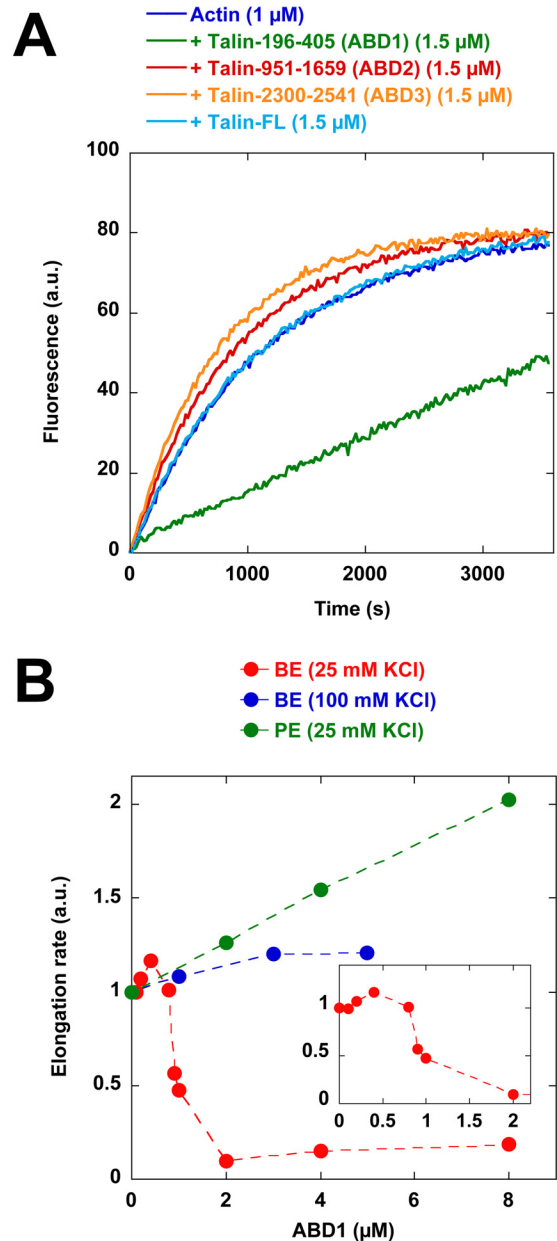 A
Actin (1 µM)
+ Talin-196-405 (ABD1) (1.5 µM)
+ Talin-951-1659 (ABD2) (1.5 µM)
+ Talin-2300-2541 (ABD3) (1.5 µM)
+ Talin-FL (1.5 µM)
100
80
60
40
20
0
Fluorescence (a.u.)
0 1000 2000 3000
Time (s)
B
BE (25 mM KCl)
BE (100 mM KCl)
PE (25 mM KCl)
2
1.5
1
0.5
0
Elongation rate (a.u.)
1
0.5
0
0 0.5 1 1.5 2
0 2 4 6 8
ABD1 (µM)